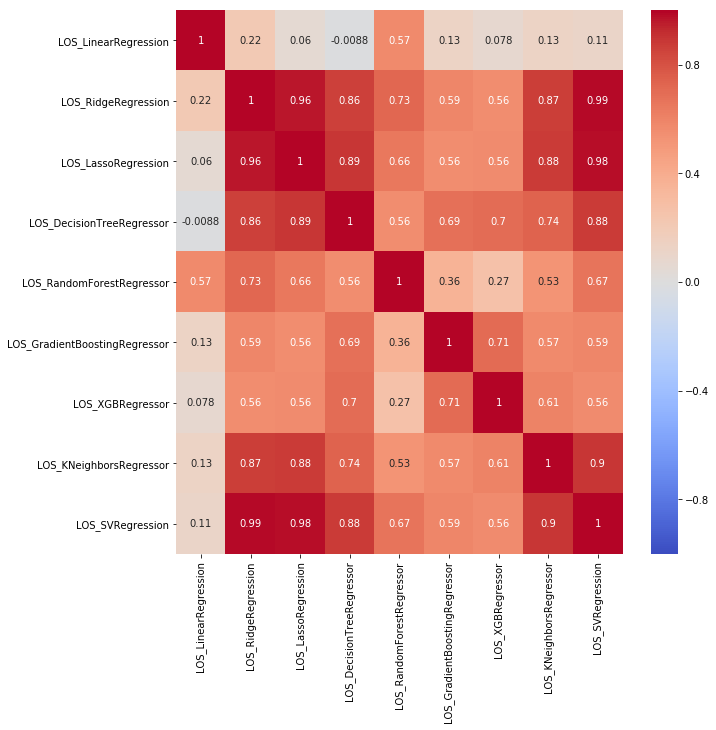 LOS_LinearRegression 1 0.22 0.06 -0.0088 0.57 0.13 0.078 0.13 0.11
LOS_RidgeRegression 0.22 1 0.96 0.86 0.73 0.59 0.56 0.87 0.99
LOS_LassoRegression 0.06 0.96 1 0.89 0.66 0.56 0.56 0.88 0.98
LOS_DecisionTreeRegressor -0.0088 0.86 0.89 1 0.56 0.69 0.7 0.74 0.88
LOS_RandomForestRegressor 0.57 0.73 0.66 0.56 1 0.36 0.27 0.53 0.67
LOS_GradientBoostingRegressor 0.13 0.59 0.56 0.69 0.36 1 0.71 0.57 0.59
LOS_XGBRegressor 0.078 0.56 0.56 0.7 0.27 0.71 1 0.61 0.56
LOS_KNeighborsRegressor 0.13 0.87 0.88 0.74 0.53 0.57 0.61 1 0.9
LOS_SVRegression 0.11 0.99 0.98 0.88 0.67 0.59 0.56 0.9 1
LOS_LinearRegression
LOS_RidgeRegression
LOS_LassoRegression
LOS_DecisionTreeRegressor
LOS_RandomForestRegressor
LOS_GradientBoostingRegressor
LOS_XGBRegressor
LOS_KNeighborsRegressor
LOS_SVRegression
0.8
0.4
0.0
-0.4
-0.8